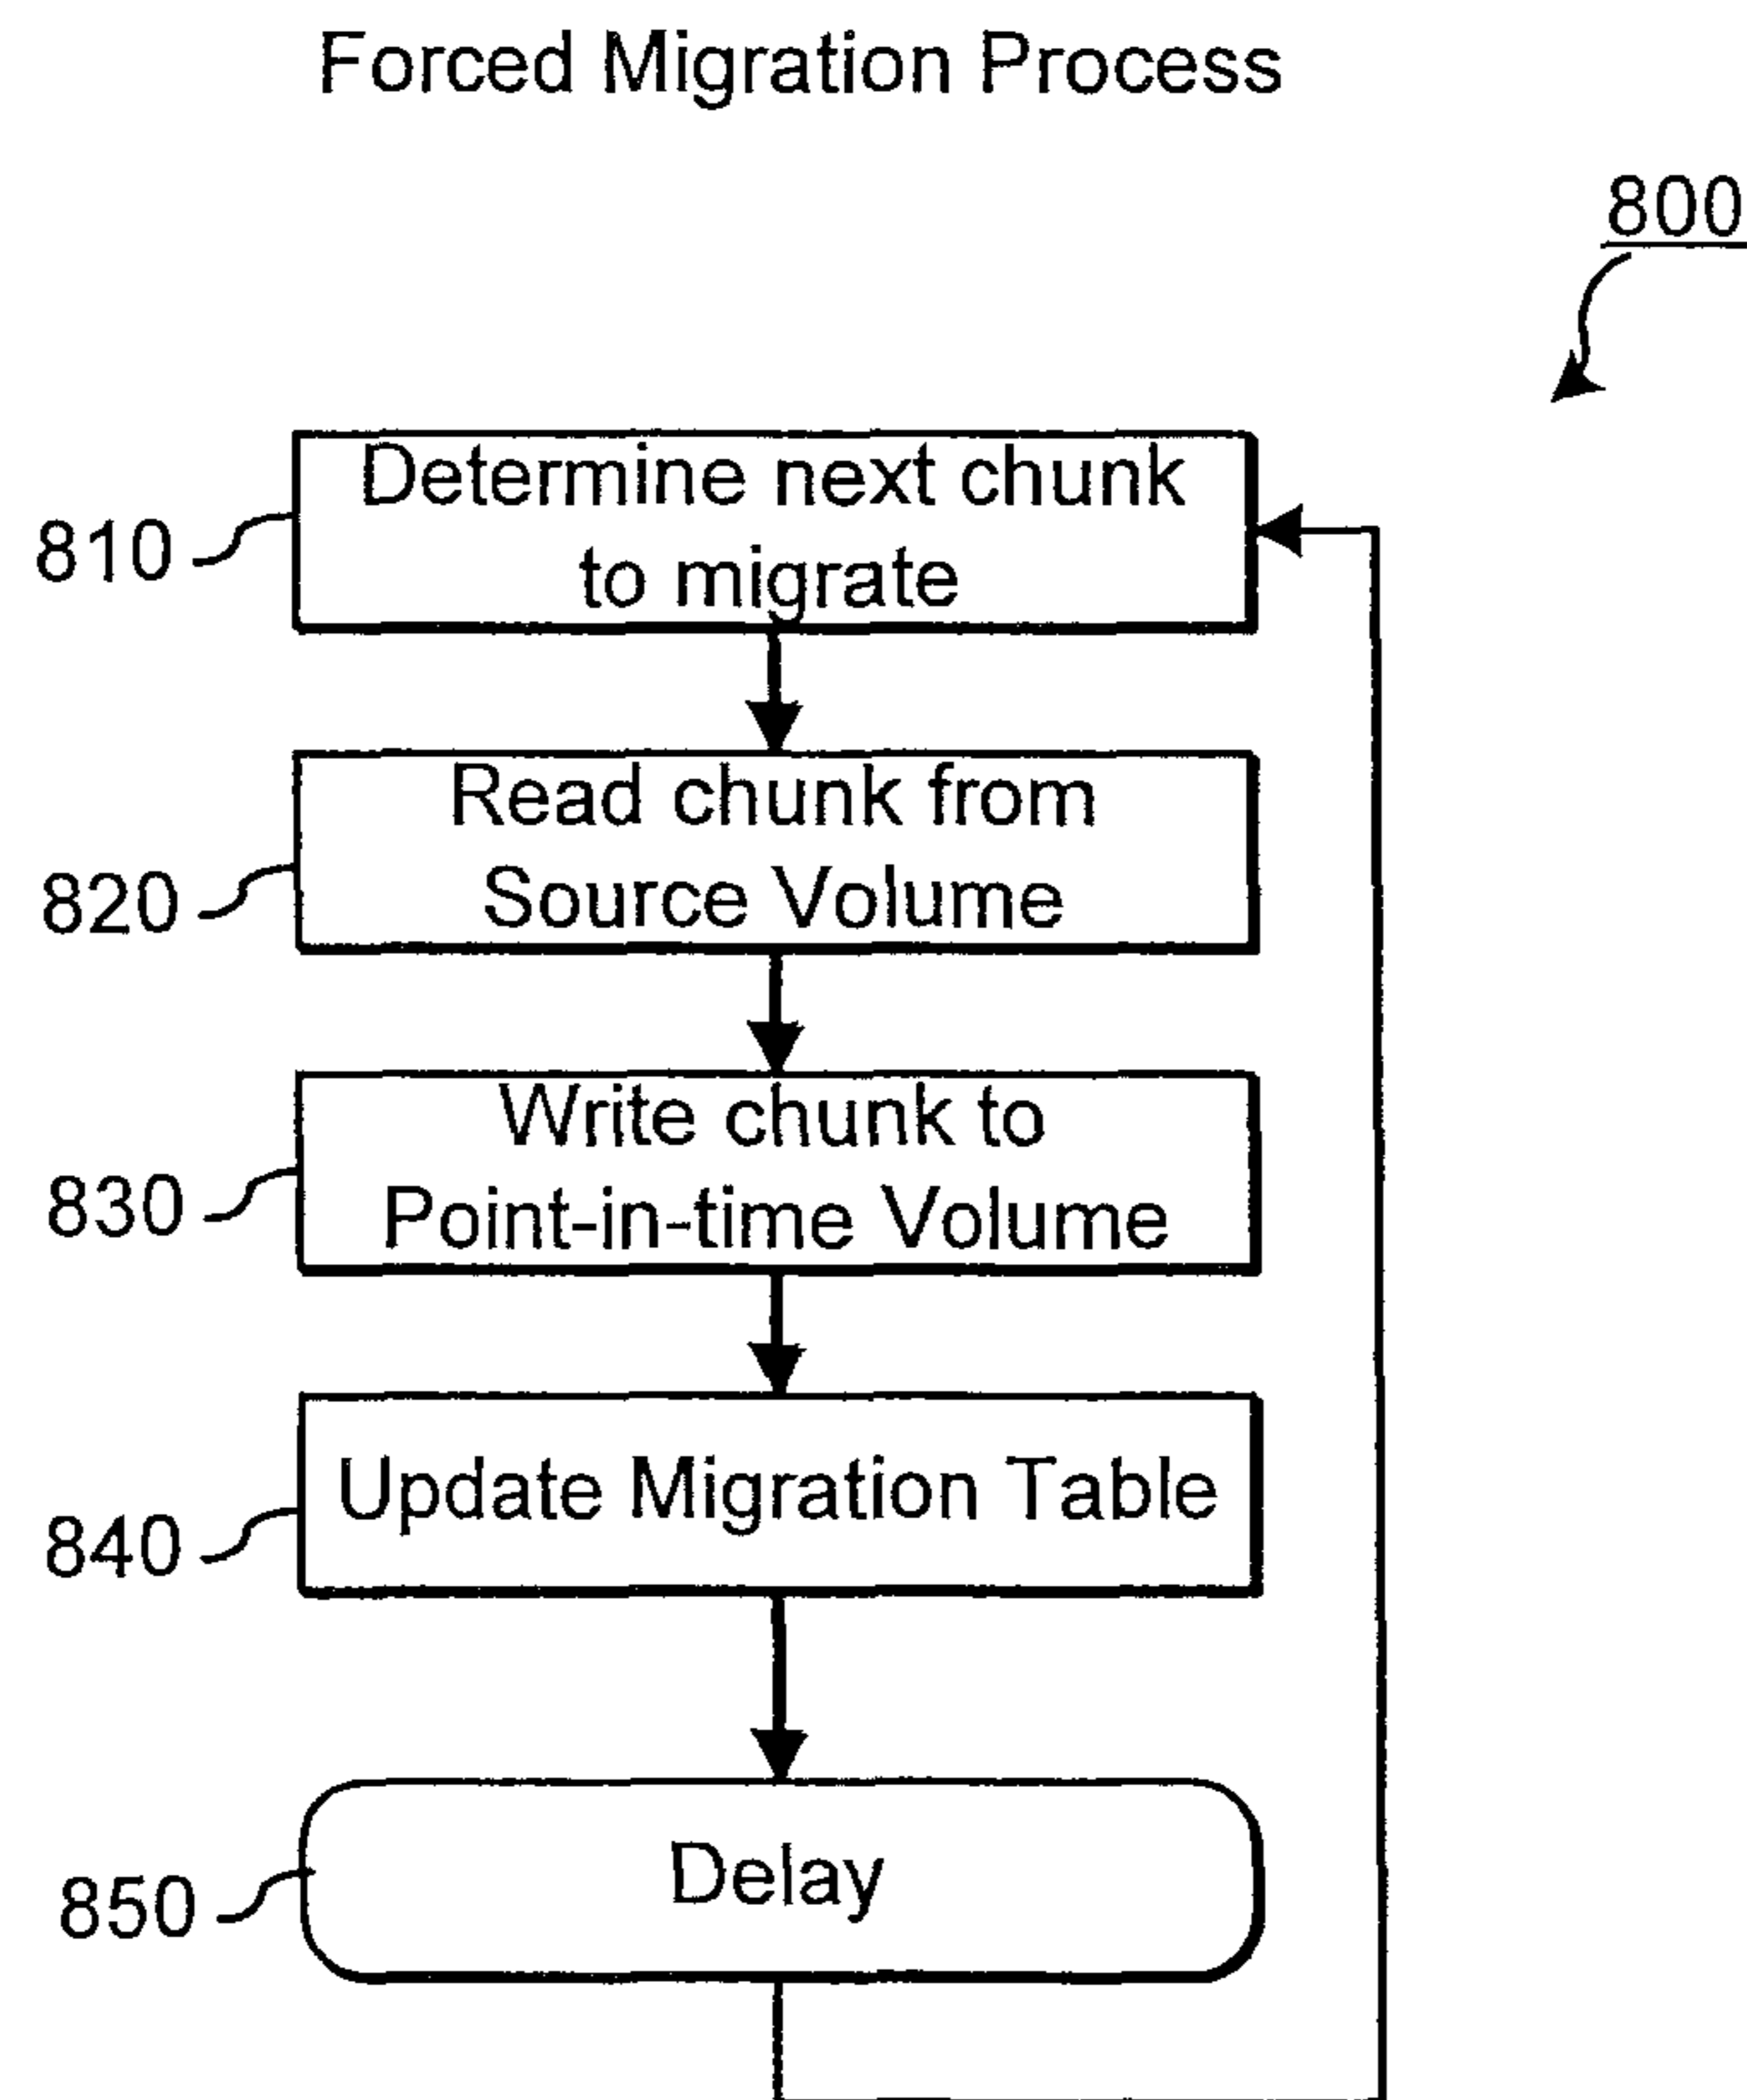 Forced Migration Process
800
Determine next chunk
to migrate
810
Read chunk from
Source Volume
820
Write chunk to
Point-in-time Volume
830
Update Migration Table
840
Delay
850